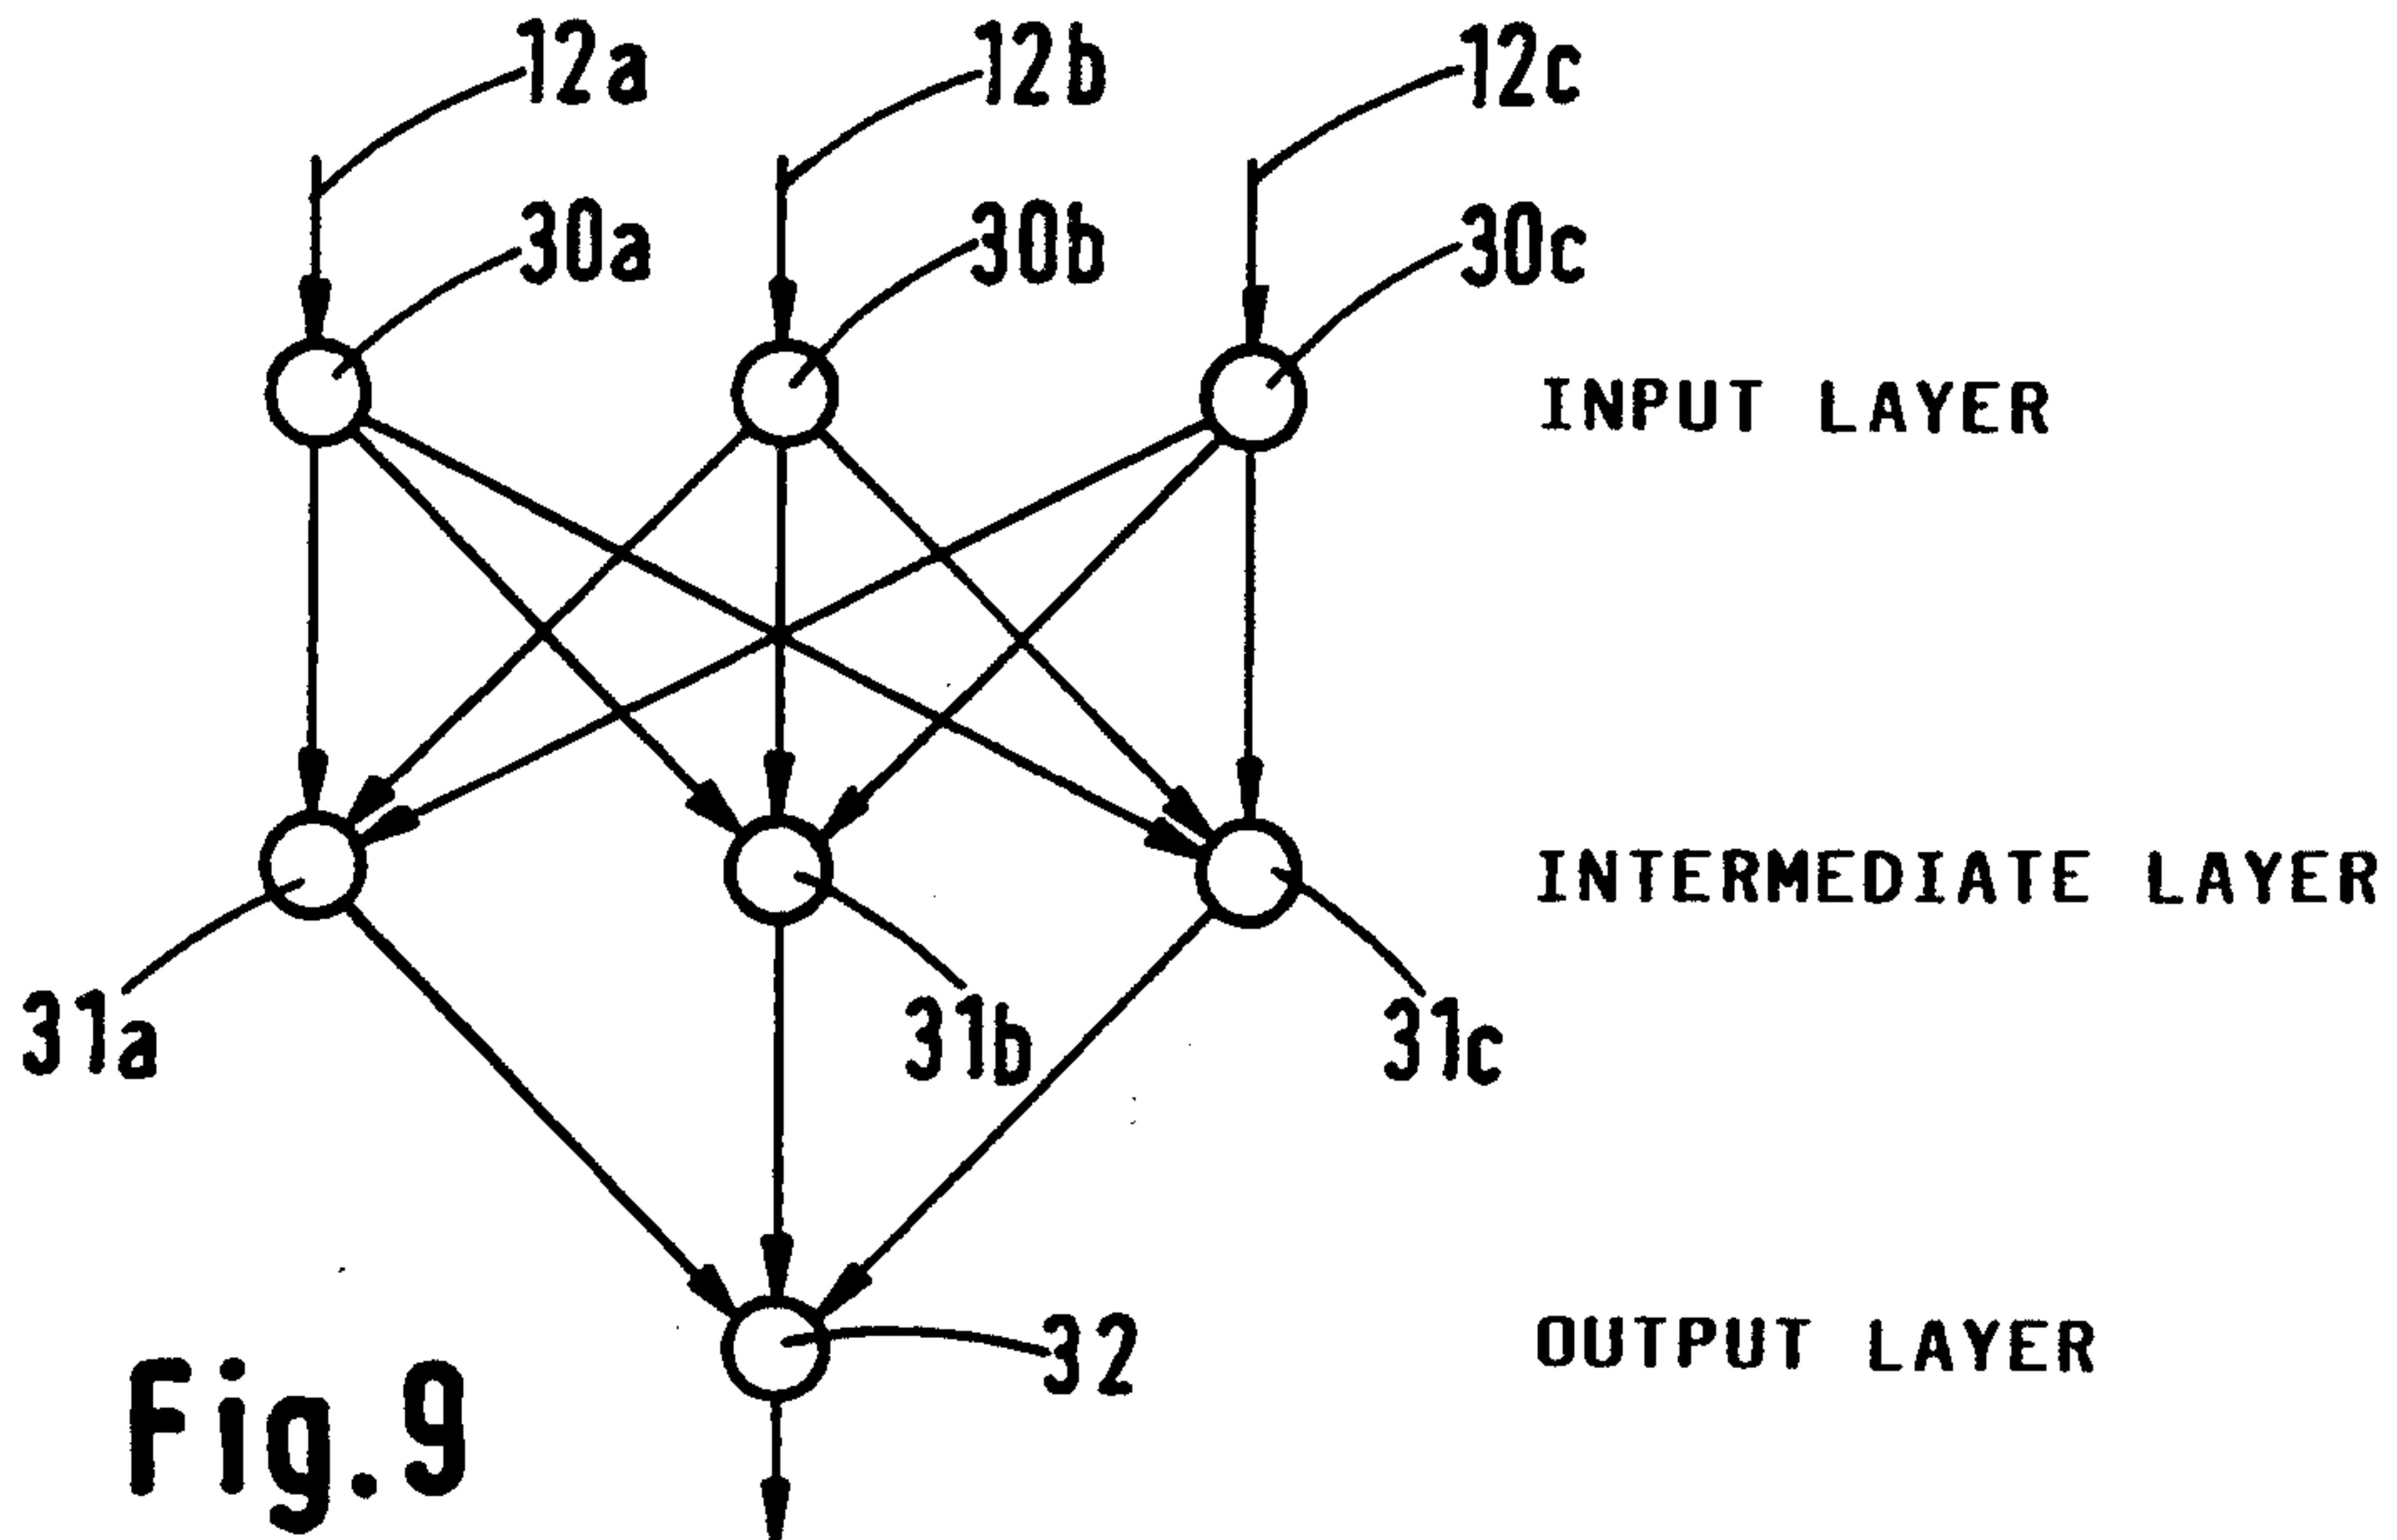 12a 12b 12c
30a 30b 30c
INPUT LAYER
INTERMEDIATE LAYER
31a 31b 31c
32
OUTPUT LAYER
Fig.9